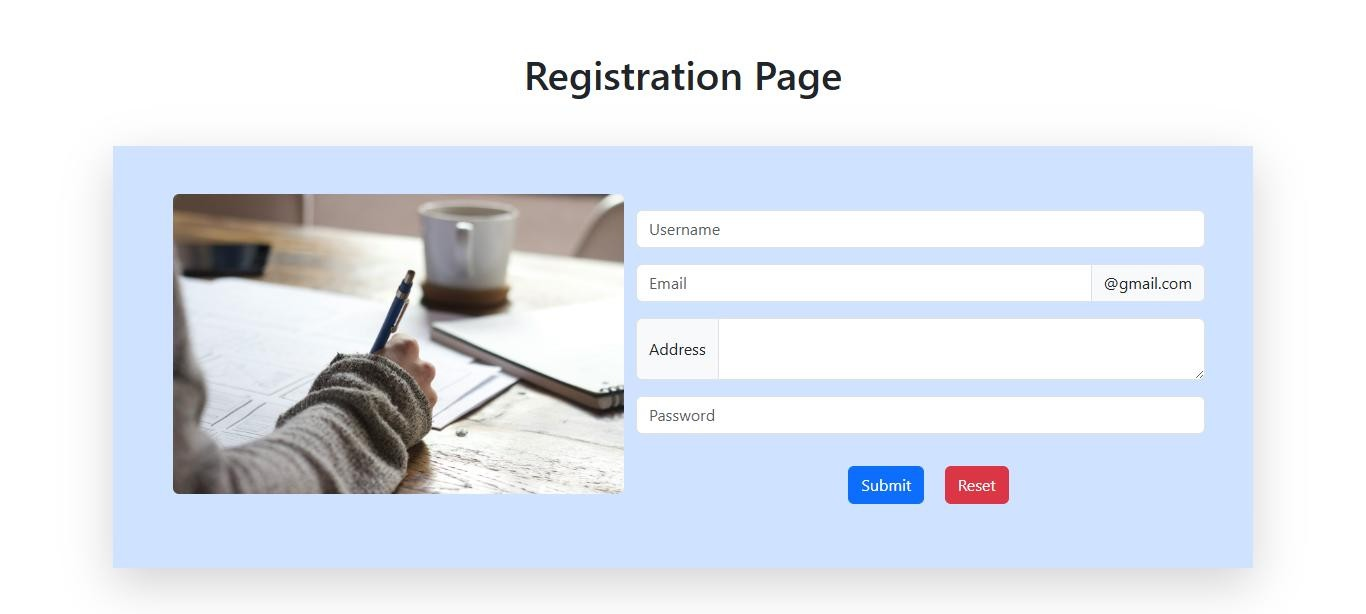 Registration Page
Username
Email @gmail.com
Address
Password
Submit Reset